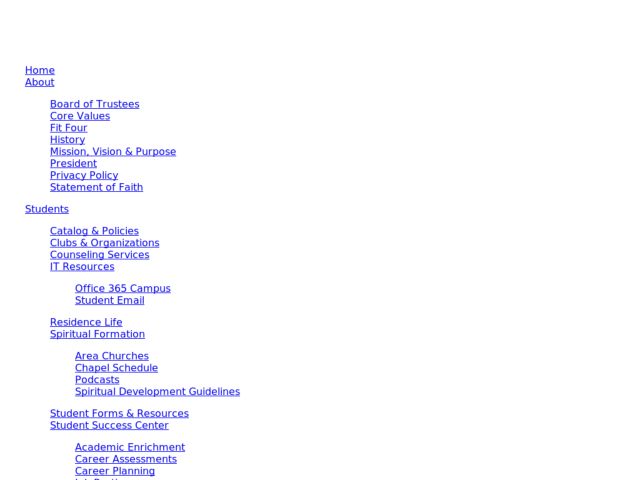 Home
About
Board of Trustees
Core Values
Fit Four
History
Mission, Vision & Purpose
President
Privacy Policy
Statement of Faith
Students
Catalog & Policies
Clubs & Organizations
Counseling Services
IT Resources
Office 365 Campus
Student Email
Residence Life
Spiritual Formation
Area Churches
Chapel Schedule
Podcasts
Spiritual Development Guidelines
Student Forms & Resources
Student Success Center
Academic Enrichment
Career Assessments
Career Planning